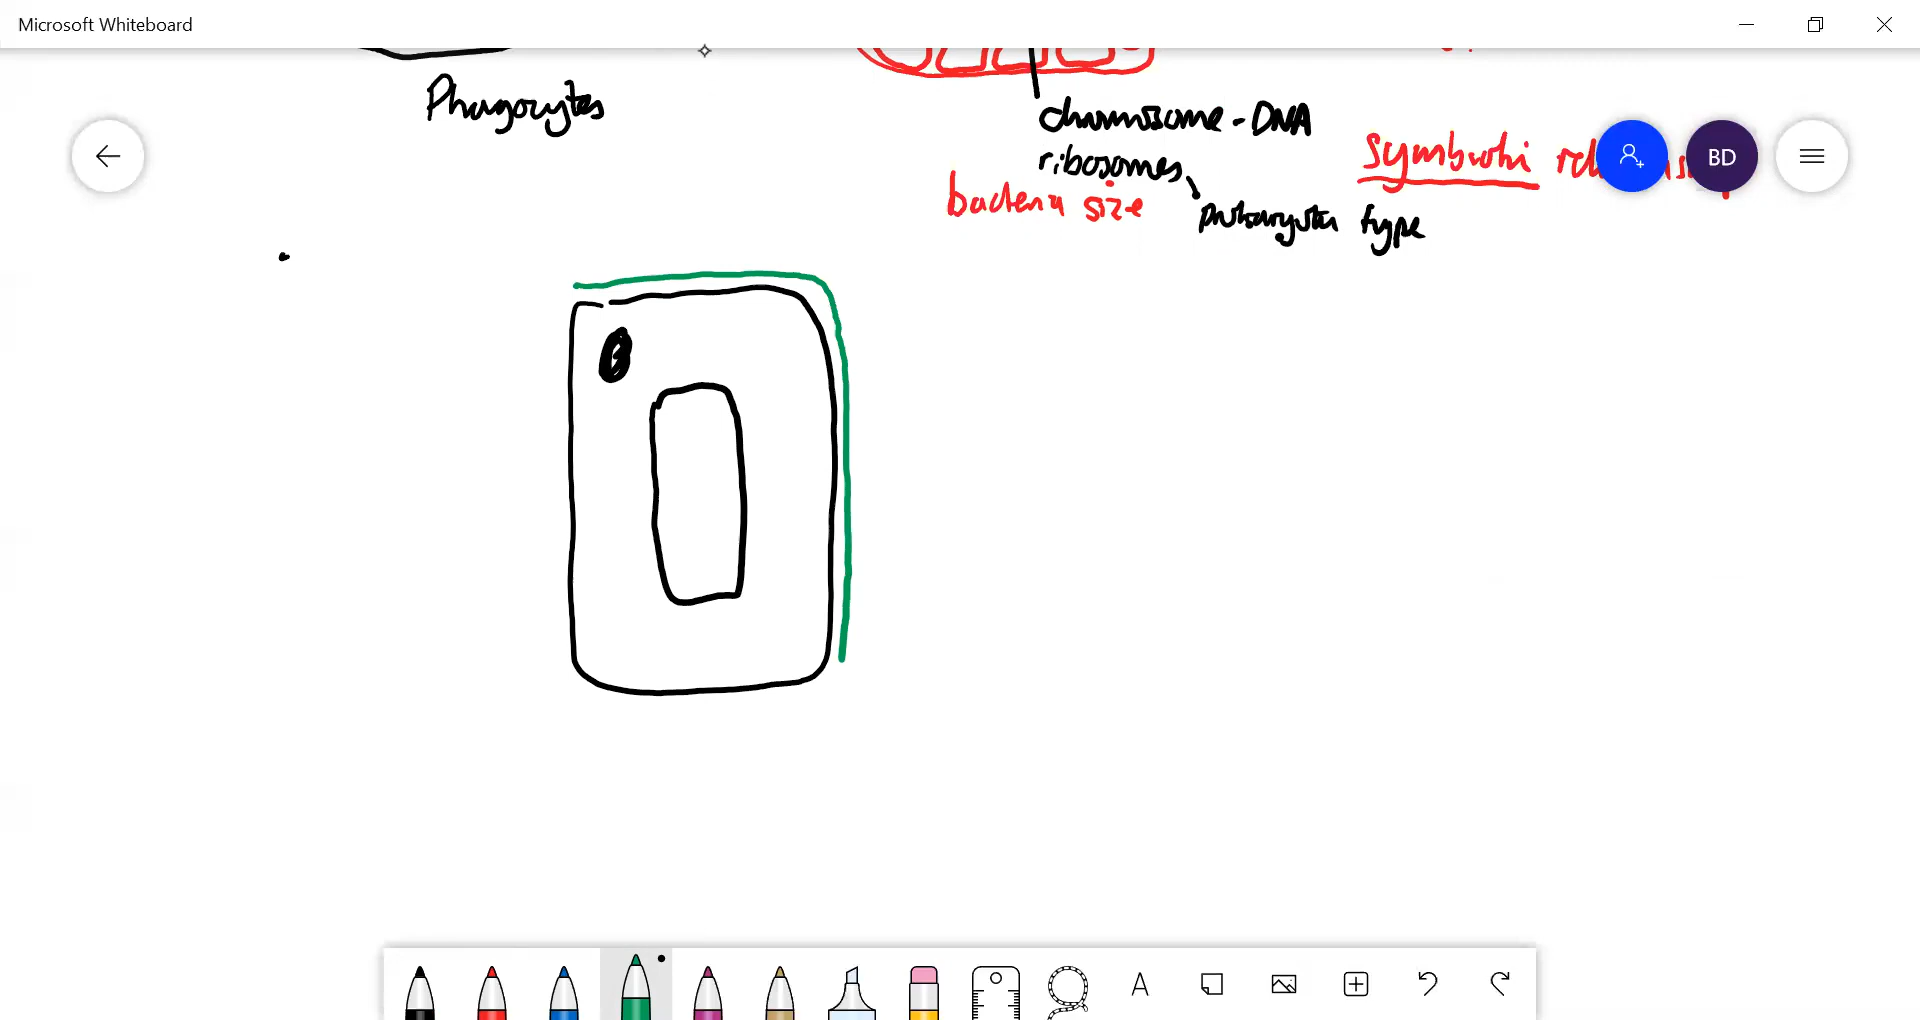 Microsoft Whiteboard
Phagocytes
chromosome - DNA
ribosomes
bacteria size
prokaryotic type
symbiotic
BD
A